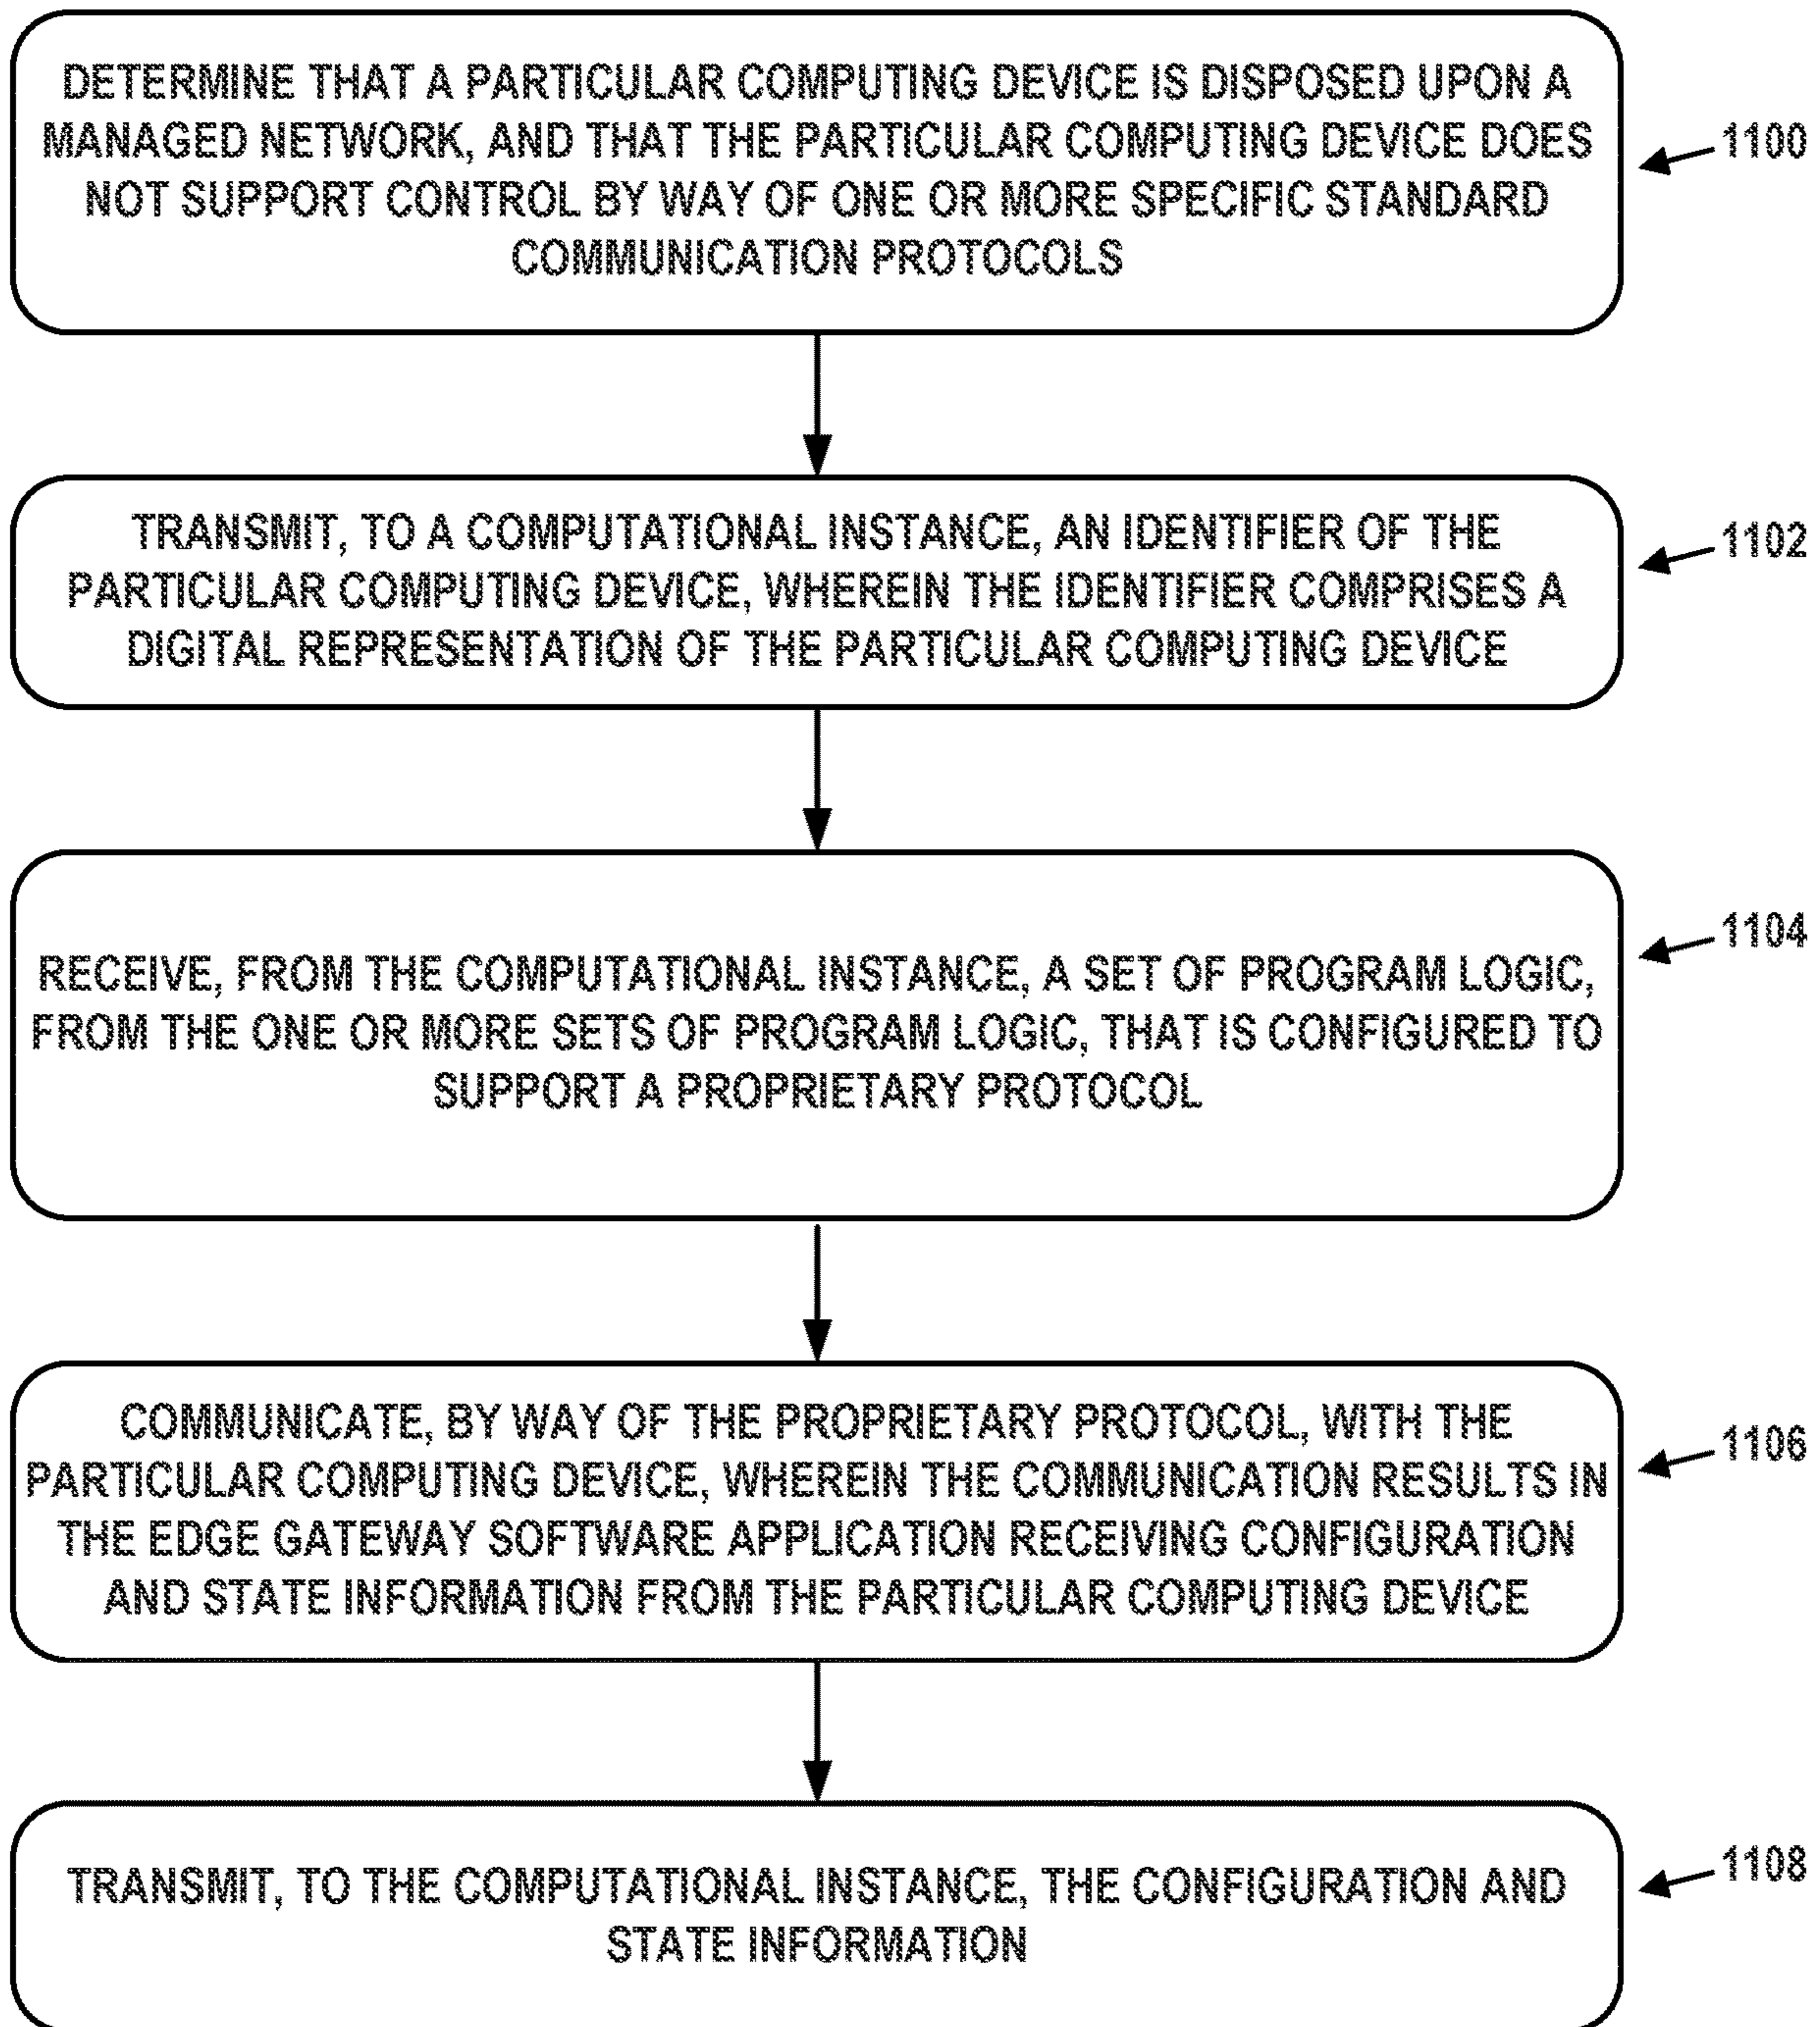 DETERMINE THAT A PARTICULAR COMPUTING DEVICE IS DISPOSED UPON A
MANAGED NETWORK, AND THAT THE PARTICULAR COMPUTING DEVICE DOES
NOT SUPPORT CONTROL BY WAY OF ONE OR MORE SPECIFIC STANDARD
COMMUNICATION PROTOCOLS
1100
TRANSMIT, TO A COMPUTATIONAL INSTANCE, AN IDENTIFIER OF THE
PARTICULAR COMPUTING DEVICE, WHEREIN THE IDENTIFIER COMPRISES A
DIGITAL REPRESENTATION OF THE PARTICULAR COMPUTING DEVICE
1102
RECEIVE, FROM THE COMPUTATIONAL INSTANCE, A SET OF PROGRAM LOGIC,
FROM THE ONE OR MORE SETS OF PROGRAM LOGIC, THAT IS CONFIGURED TO
SUPPORT A PROPRIETARY PROTOCOL
1104
COMMUNICATE, BY WAY OF THE PROPRIETARY PROTOCOL, WITH THE
PARTICULAR COMPUTING DEVICE, WHEREIN THE COMMUNICATION RESULTS IN
THE EDGE GATEWAY SOFTWARE APPLICATION RECEIVING CONFIGURATION
AND STATE INFORMATION FROM THE PARTICULAR COMPUTING DEVICE
1106
TRANSMIT, TO THE COMPUTATIONAL INSTANCE, THE CONFIGURATION AND
STATE INFORMATION
1108